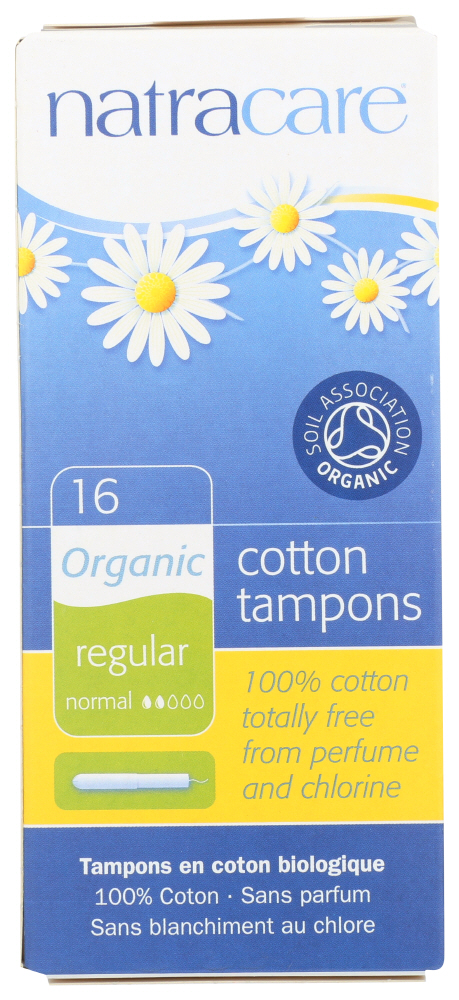 natracare
SOIL ASSOCIATION
ORGANIC
16
Organic
regular
normal
cotton
tampons
100% cotton
totally free
from perfume
and chlorine
Tampons en coton biologique
100% Coton · Sans parfum
Sans blanchiment au chlore